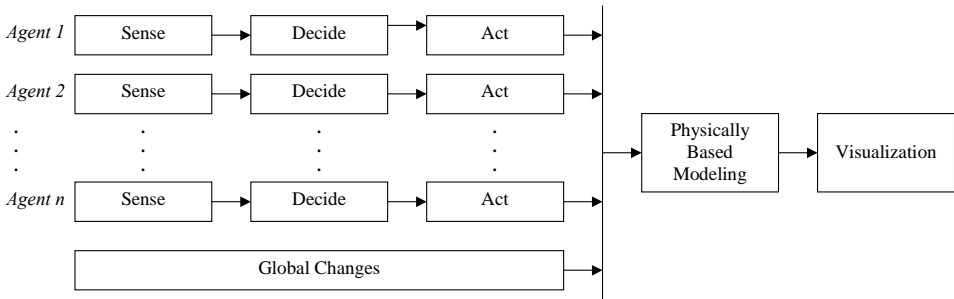 Agent 1
Sense
Decide
Act
Agent 2
Sense
Decide
Act
. . . .
. . . .
. . . .
Agent n
Sense
Decide
Act
Global Changes
Physically
Based
Modeling
Visualization